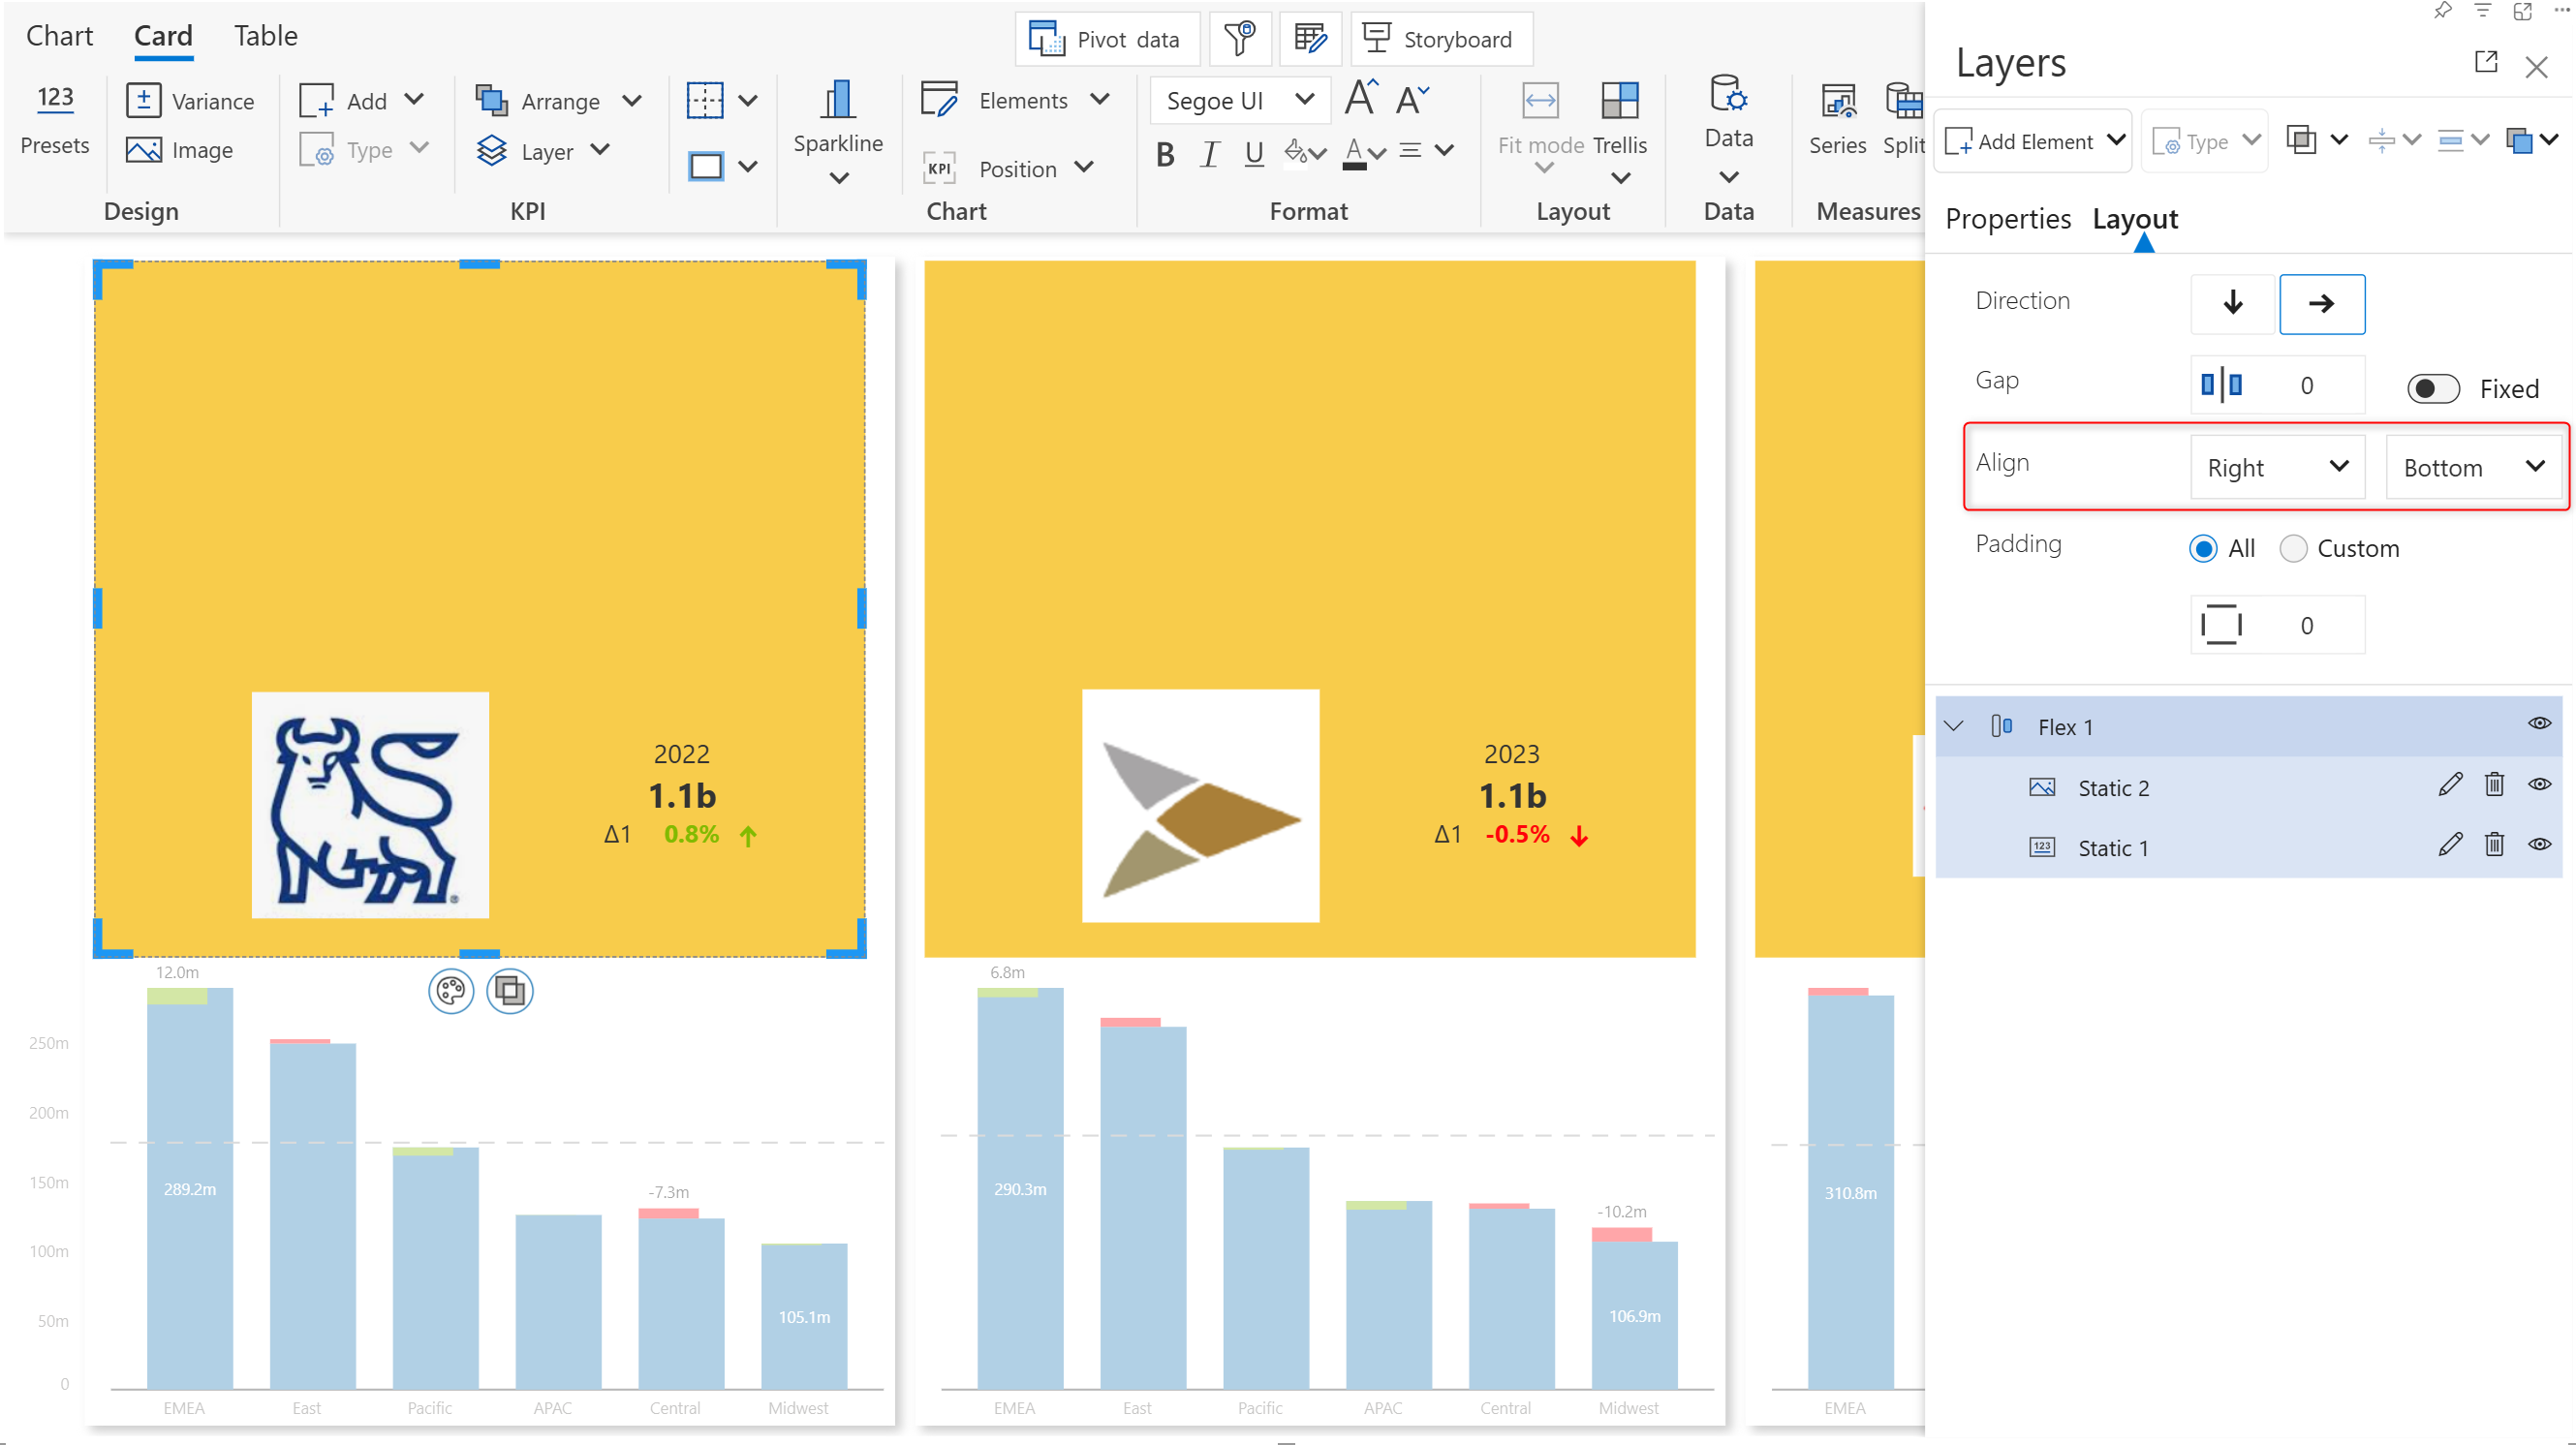 Chart Card Table
Pivot data Storyboard
123
Presets
Variance
Image
Design
Add
Type
Arrange
Layer
KPI
Sparkline
Elements
KPI Position
Chart
Segoe UI
A A
B I U A
Format
Fit mode Trellis
Layout
Data
Data
Series Split
Measures
Layers
Add Element Type
Properties Layout
Direction
Gap 0 Fixed
Align Right Bottom
Padding All Custom
0
Flex 1
Static 2
123 Static 1
2022
1.1b
Δ1 0.8%
2023
1.1b
Δ1 -0.5%
12.0m
250m
200m
150m
100m
50m
0
289.2m
-7.3m
105.1m
EMEA East Pacific APAC Central Midwest
6.8m
290.3m
-10.2m
106.9m
EMEA East Pacific APAC Central Midwest
310.8m
EMEA